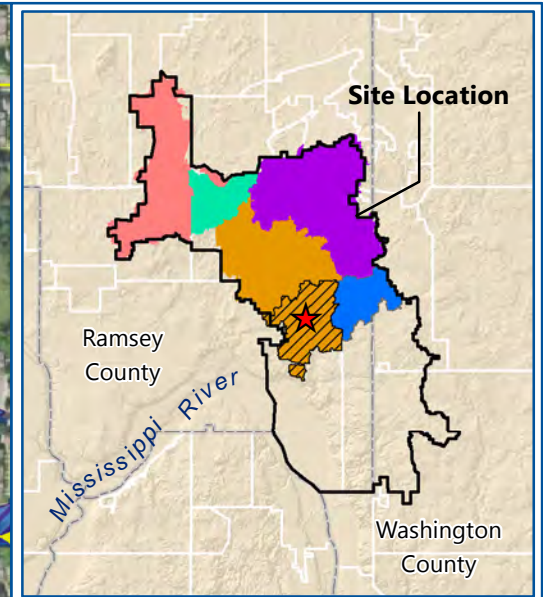 Site Location
Ramsey
County
Mississippi River
Washington
County